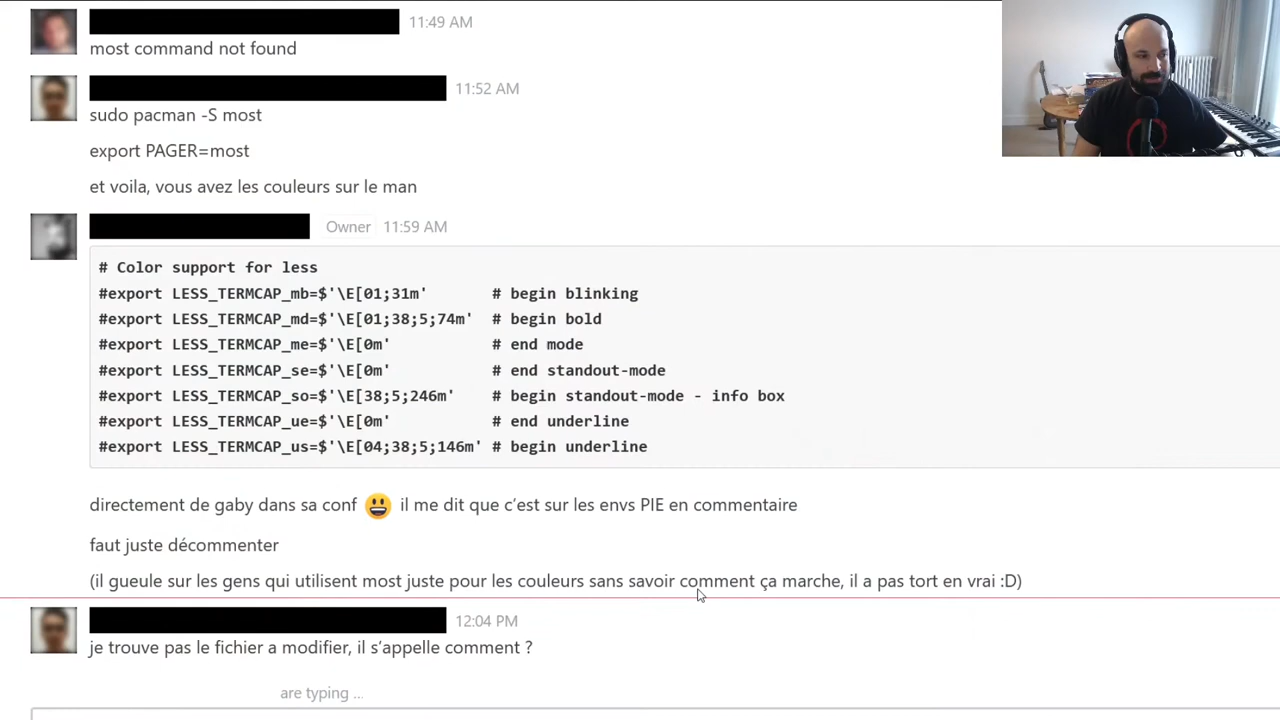 11:49 AM
most command not found
11:52 AM
sudo pacman -S most
export PAGER=most
et voila, vous avez les couleurs sur le man
Owner 11:59 AM
# Color support for less
#export LESS_TERMCAP_mb=$'\E[01;31m' # begin blinking
#export LESS_TERMCAP_md=$'\E[01;38;5;74m' # begin bold
#export LESS_TERMCAP_me=$'\E[0m' # end mode
#export LESS_TERMCAP_se=$'\E[0m' # end standout-mode
#export LESS_TERMCAP_so=$'\E[38;5;246m' # begin standout-mode - info box
#export LESS_TERMCAP_ue=$'\E[0m' # end underline
#export LESS_TERMCAP_us=$'\E[04;38;5;146m' # begin underline
directement de gaby dans sa conf 😃 il me dit que c’est sur les envs PIE en commentaire
faut juste décommenter
(il gueule sur les gens qui utilisent most juste pour les couleurs sans savoir comment ça marche, il a pas tort en vrai :D)
12:04 PM
je trouve pas le fichier a modifier, il s’appelle comment ?
are typing ...